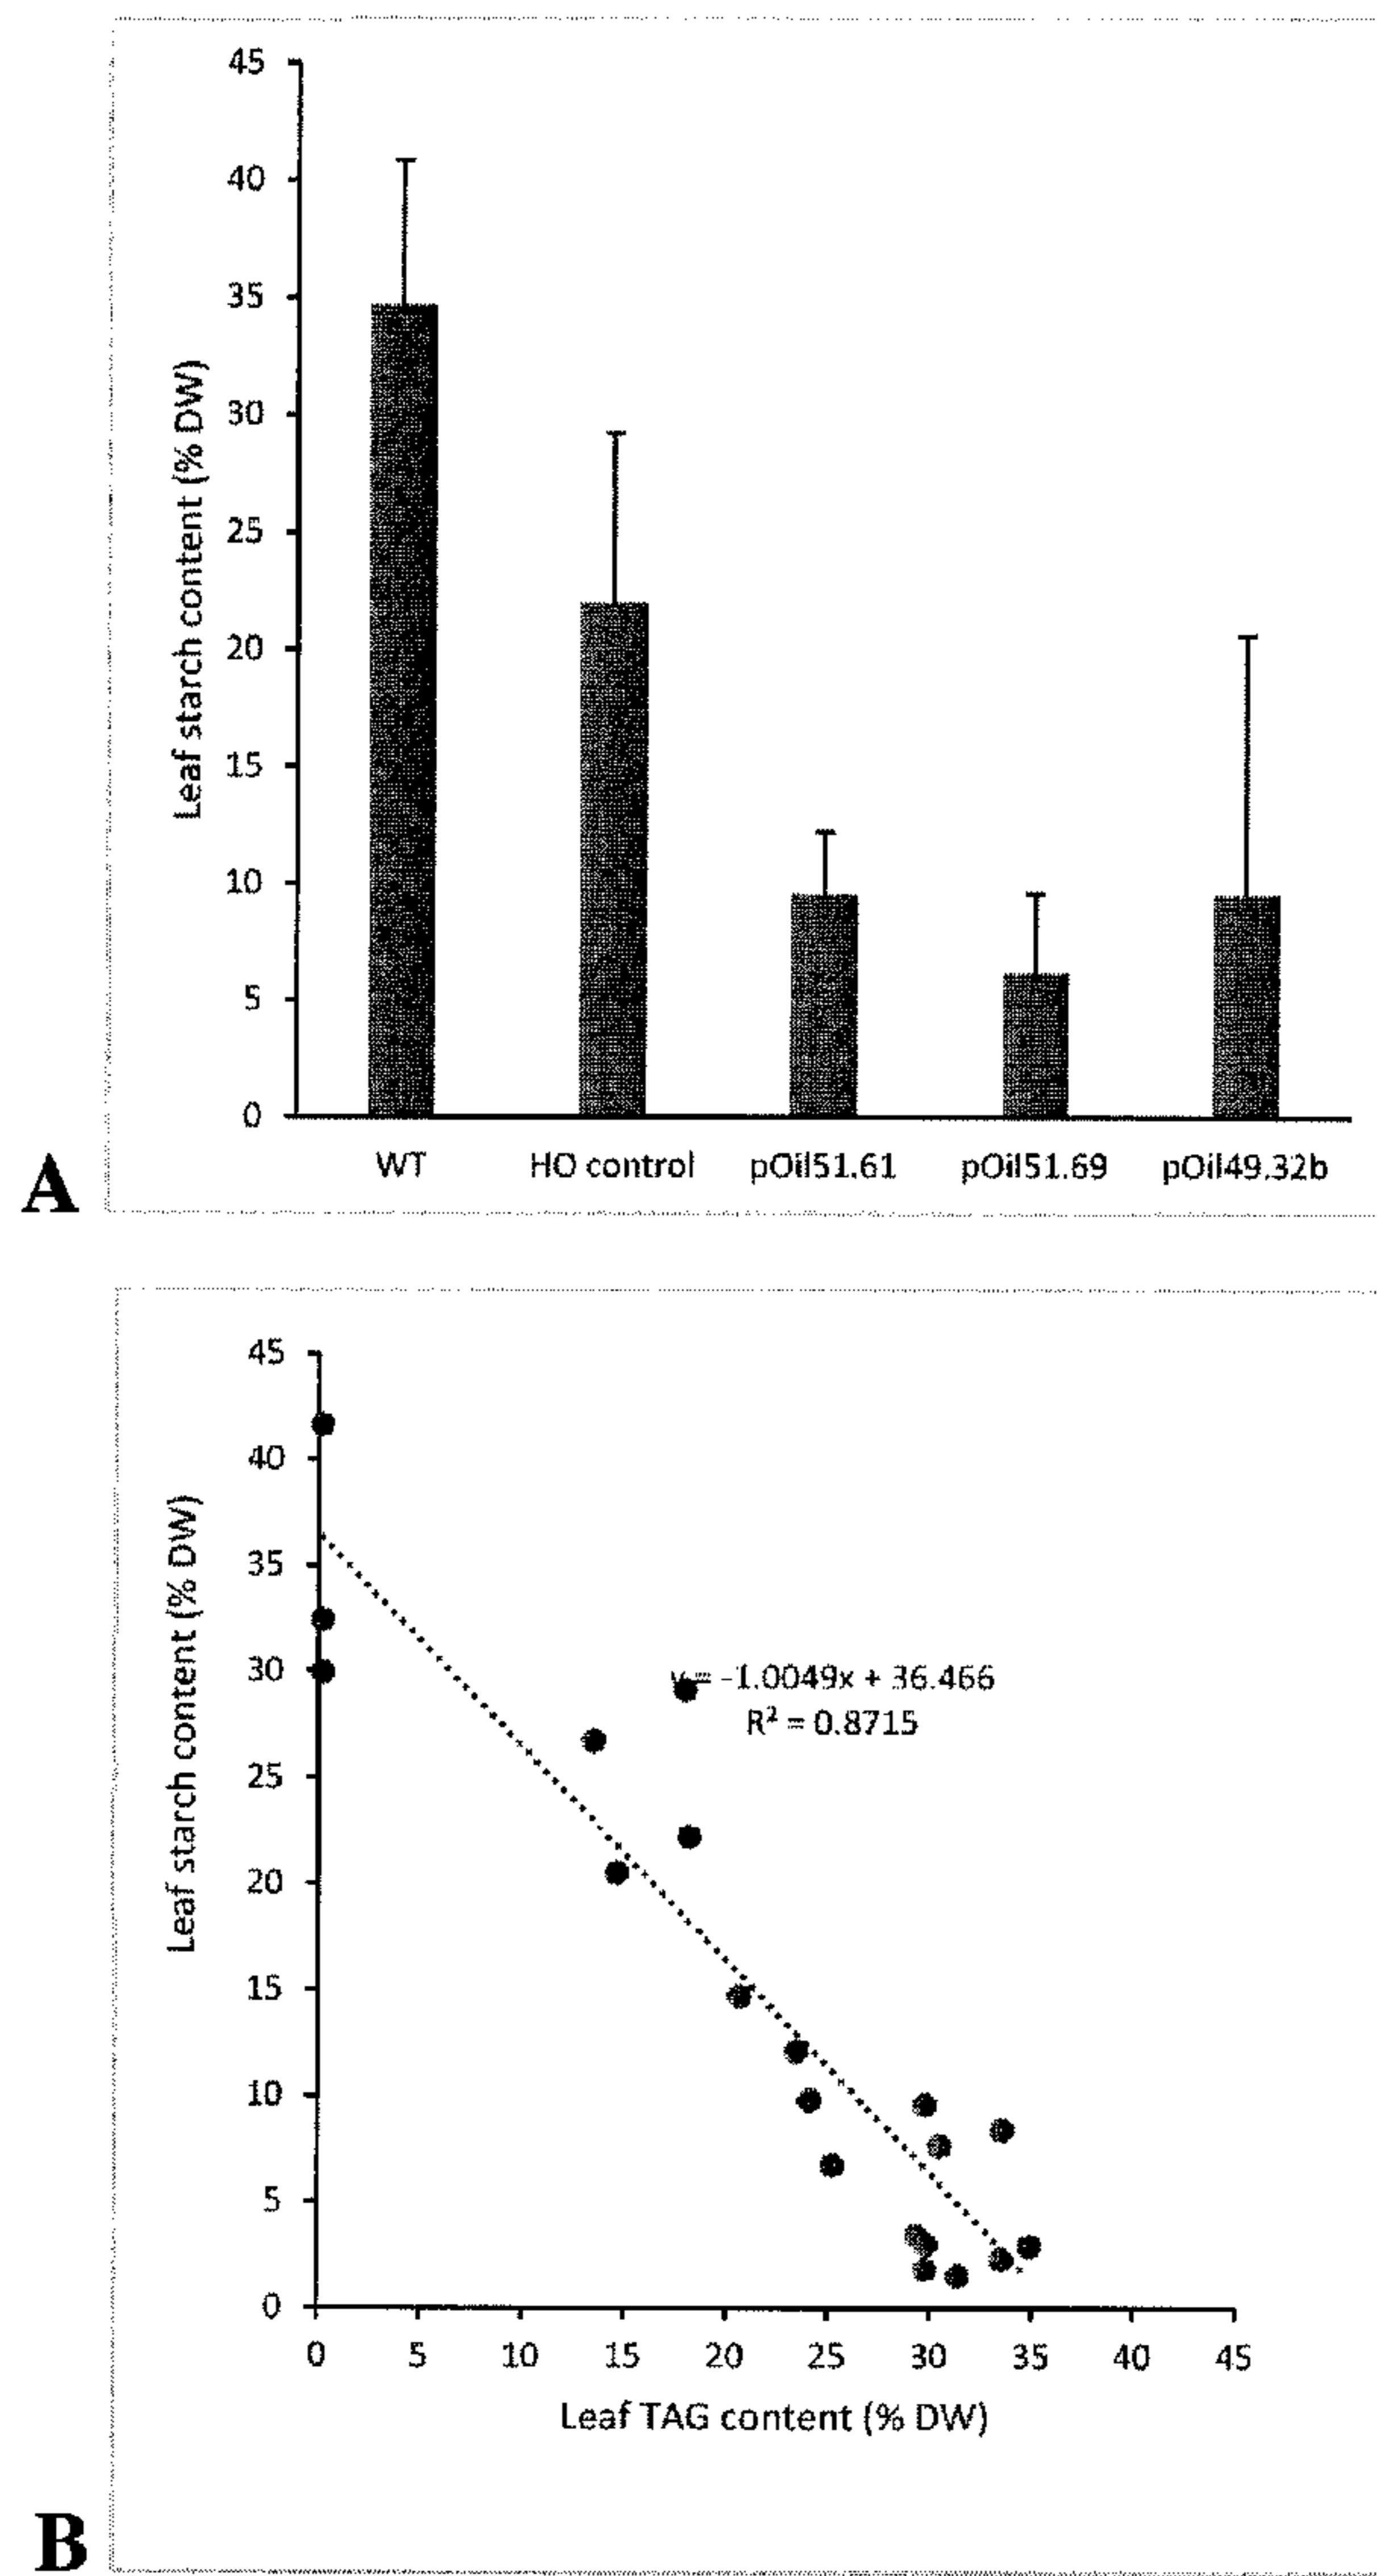 45
40
35
30
25
20
15
10
5
0
Leaf starch content (% DW)
WT HO control pOil51.61 pOil51.69 pOil49.32b
A
45
40
35
30
25
20
15
10
5
0
Leaf starch content (% DW)
y = -1.0049x + 36.466
R² = 0.8715
0 5 10 15 20 25 30 35 40 45
Leaf TAG content (% DW)
B